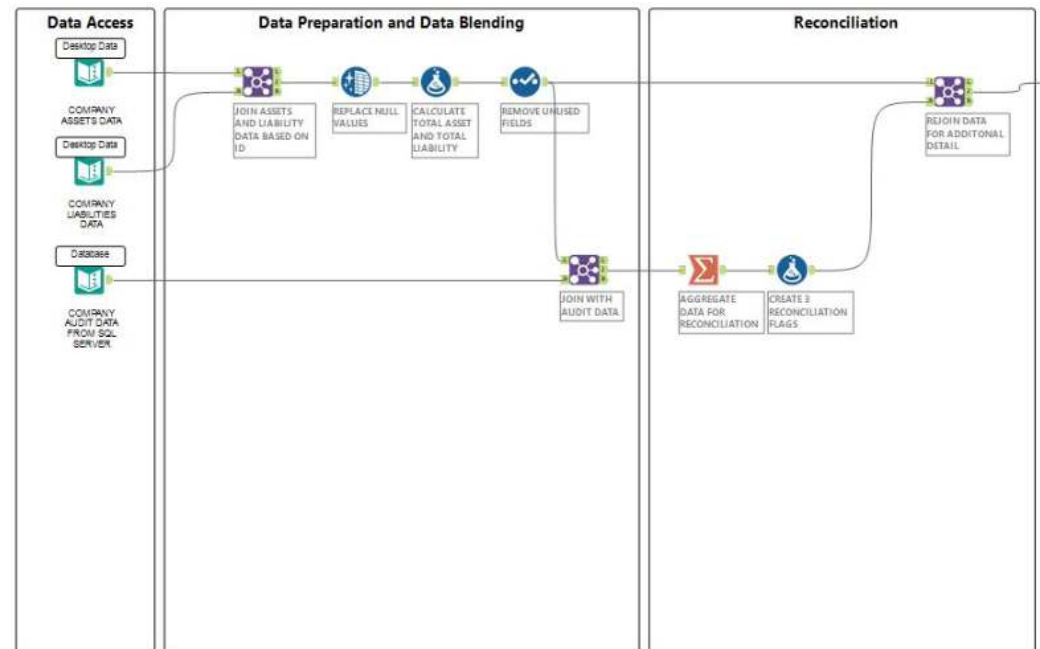 Data Access
Desktop Data
COMPANY
ASSETS DATA
Desktop Data
COMPANY
LIABILITIES
DATA
Database
COMPANY
AUDIT DATA
FROM SQL
SERVER
Data Preparation and Data Blending
JOIN ASSETS
AND LIABILITY
DATA BASED ON
ID
REPLACE NULL
VALUES
CALCULATE
TOTAL ASSET
AND TOTAL
LIABILITY
REMOVE UNUSED
FIELDS
JOIN WITH
AUDIT DATA
Reconciliation
AGGREGATE
DATA FOR
RECONCILIATION
CREATE 3
RECONCILIATION
FLAGS
REJOIN DATA
FOR ADDITONAL
DETAIL